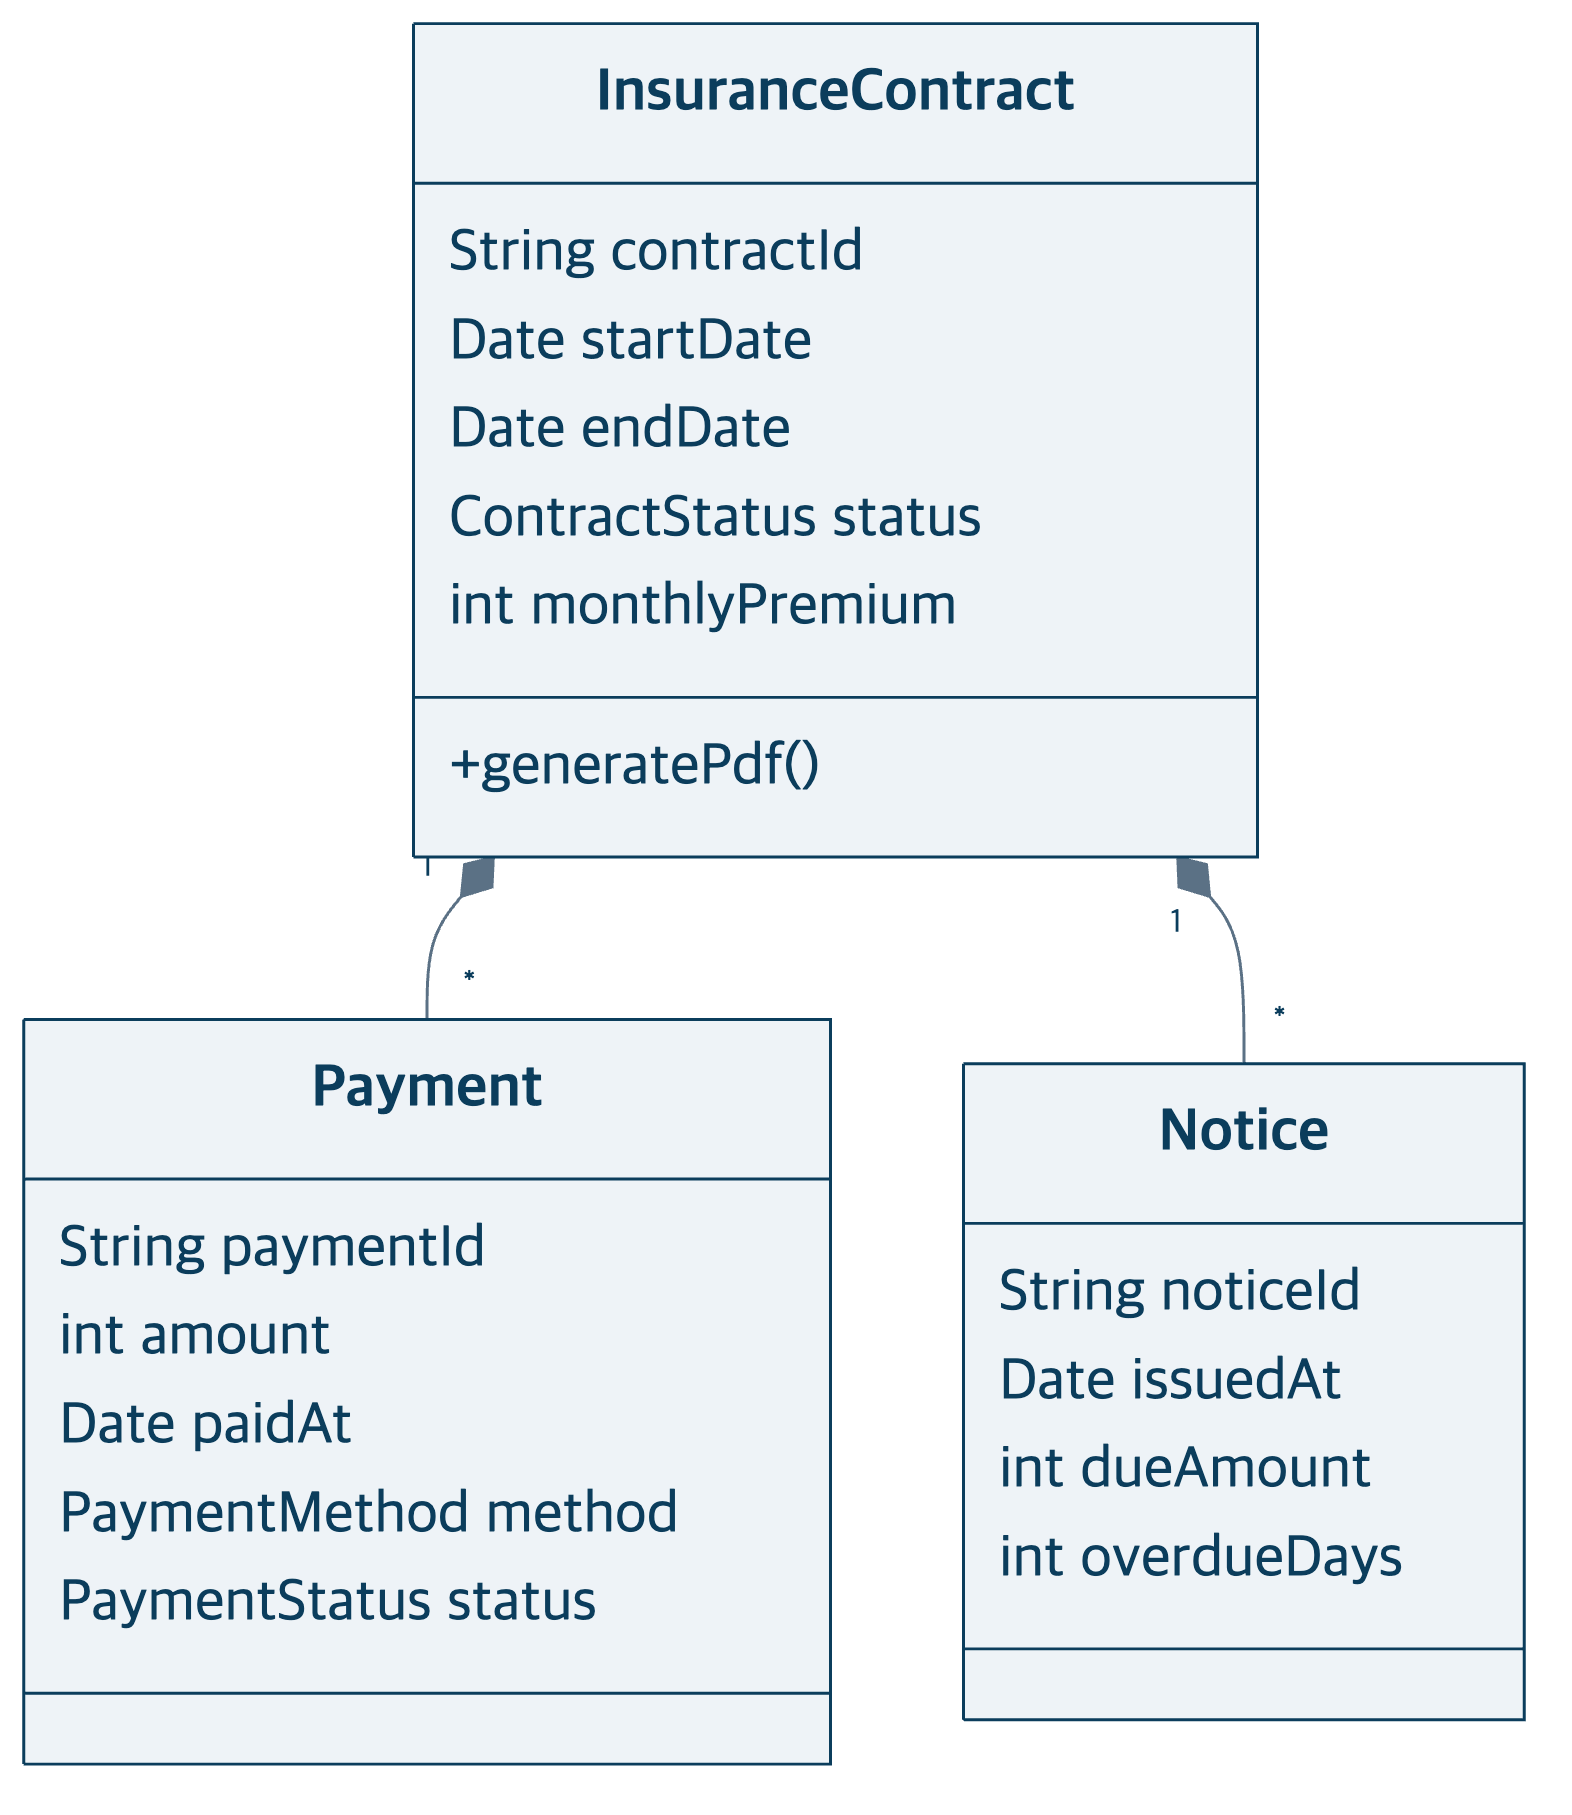 InsuranceContract
String contractId
Date startDate
Date endDate
ContractStatus status
int monthlyPremium
+generatePdf()
1
*
*
Payment
String paymentId
int amount
Date paidAt
PaymentMethod method
PaymentStatus status
Notice
String noticeId
Date issuedAt
int dueAmount
int overdueDays